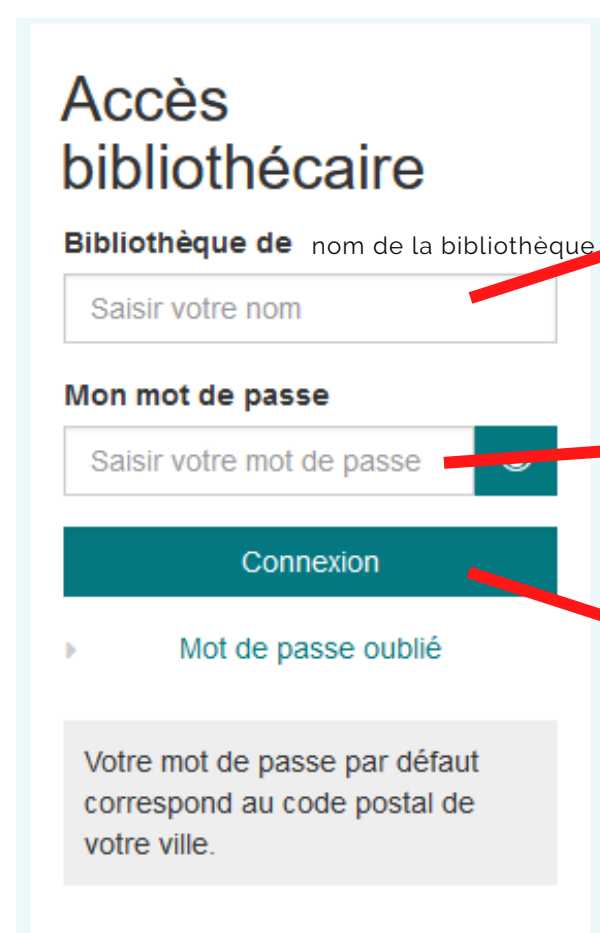 Accès
bibliothécaire
Bibliothèque de nom de la bibliothèque
Saisir votre nom
Mon mot de passe
Saisir votre mot de passe
Connexion
Mot de passe oublié
Votre mot de passe par défaut
correspond au code postal de
votre ville.